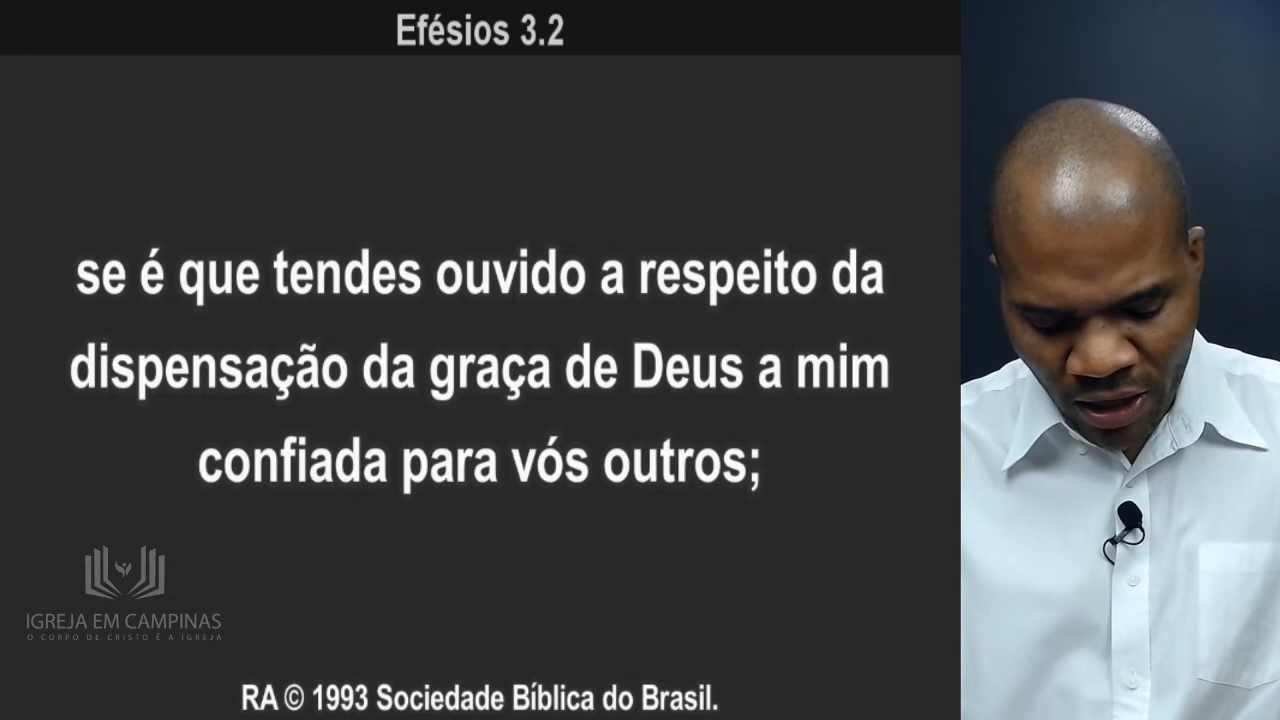 Efésios 3.2
se é que tendes ouvido a respeito da
dispensação da graça de Deus a mim
confiada para vós outros;
IGREJA EM CAMPINAS
O CORPO DE CRISTO É A IGREJA
RA © 1993 Sociedade Bíblica do Brasil.